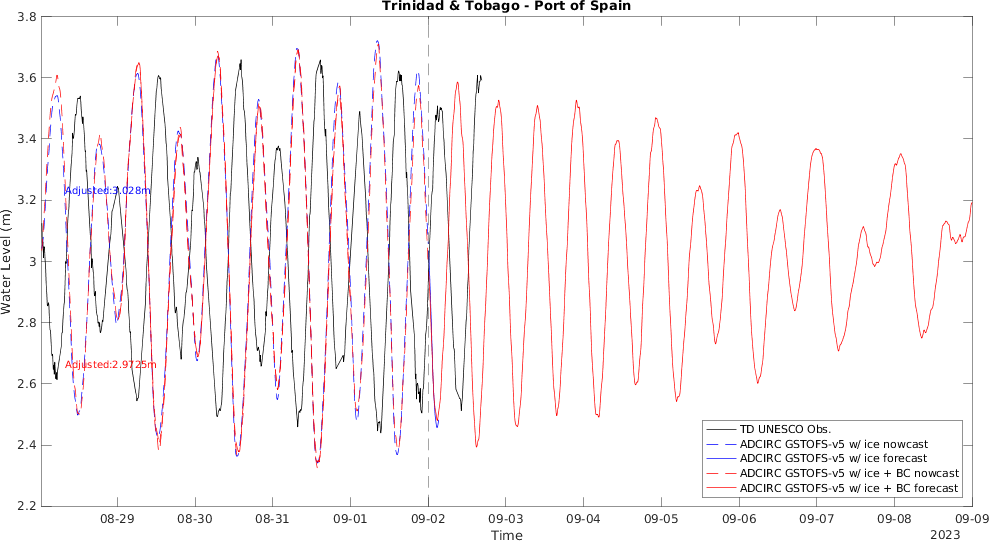 Trinidad & Tobago - Port of Spain
3.8
3.6
3.4
3.2
3
2.8
2.6
2.4
2.2
Water Level (m)
Adjusted:3.028m
Adjusted:2.9725m
TD UNESCO Obs.
ADCIRC GSTOFS-v5 w/ ice nowcast
ADCIRC GSTOFS-v5 w/ ice forecast
ADCIRC GSTOFS-v5 w/ ice + BC nowcast
ADCIRC GSTOFS-v5 w/ ice + BC forecast
08-29 08-30 08-31 09-01 09-02 09-03 09-04 09-05 09-06 09-07 09-08 09-09
Time
2023